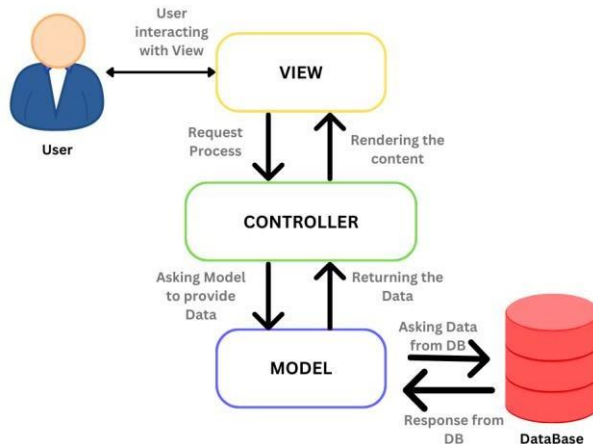 User
interacting
with View
VIEW
User
Request
Process
Rendering the
content
CONTROLLER
Asking Model
to provide
Data
Returning the
Data
Asking Data
from DB
MODEL
Response from
DB
DataBase